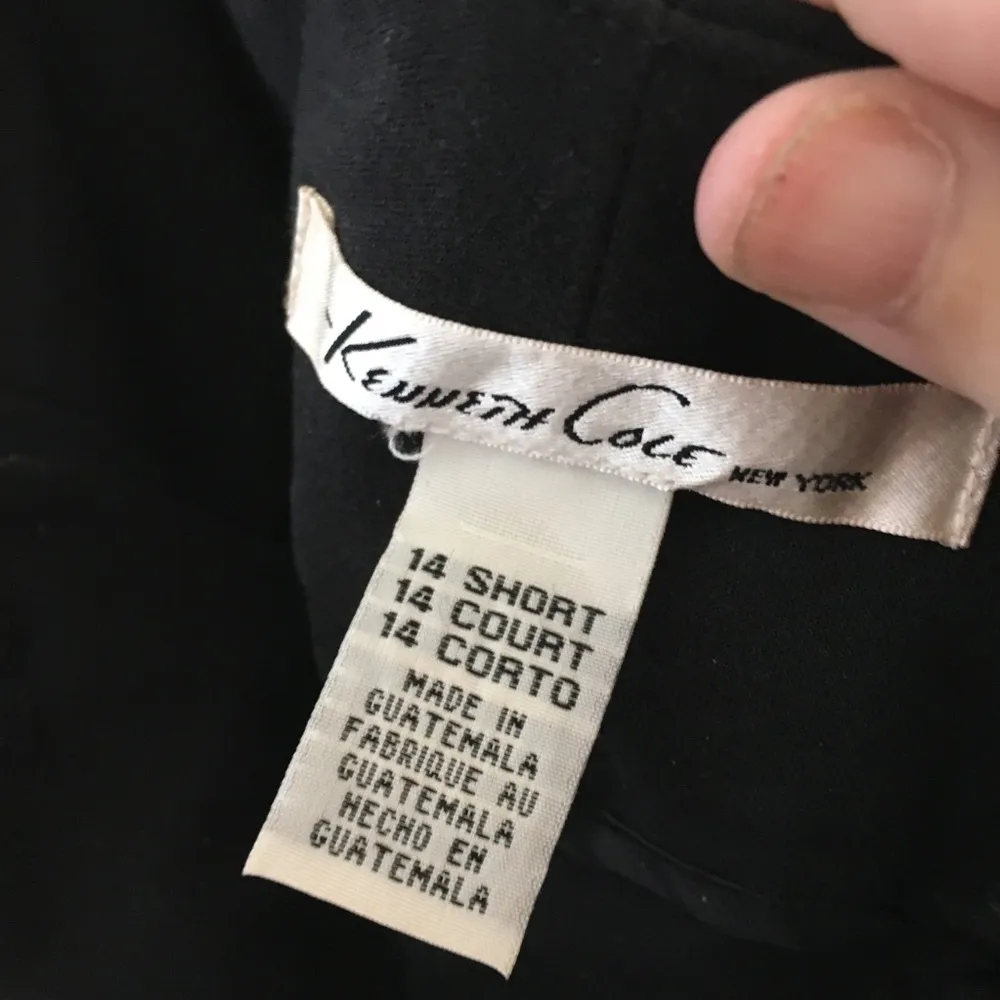 KENNETH COLE NEW YORK
14 SHORT
14 COURT
14 CORTO
MADE IN
GUATEMALA
FABRIQUE AU
GUATEMALA
HECHO EN
GUATEMALA